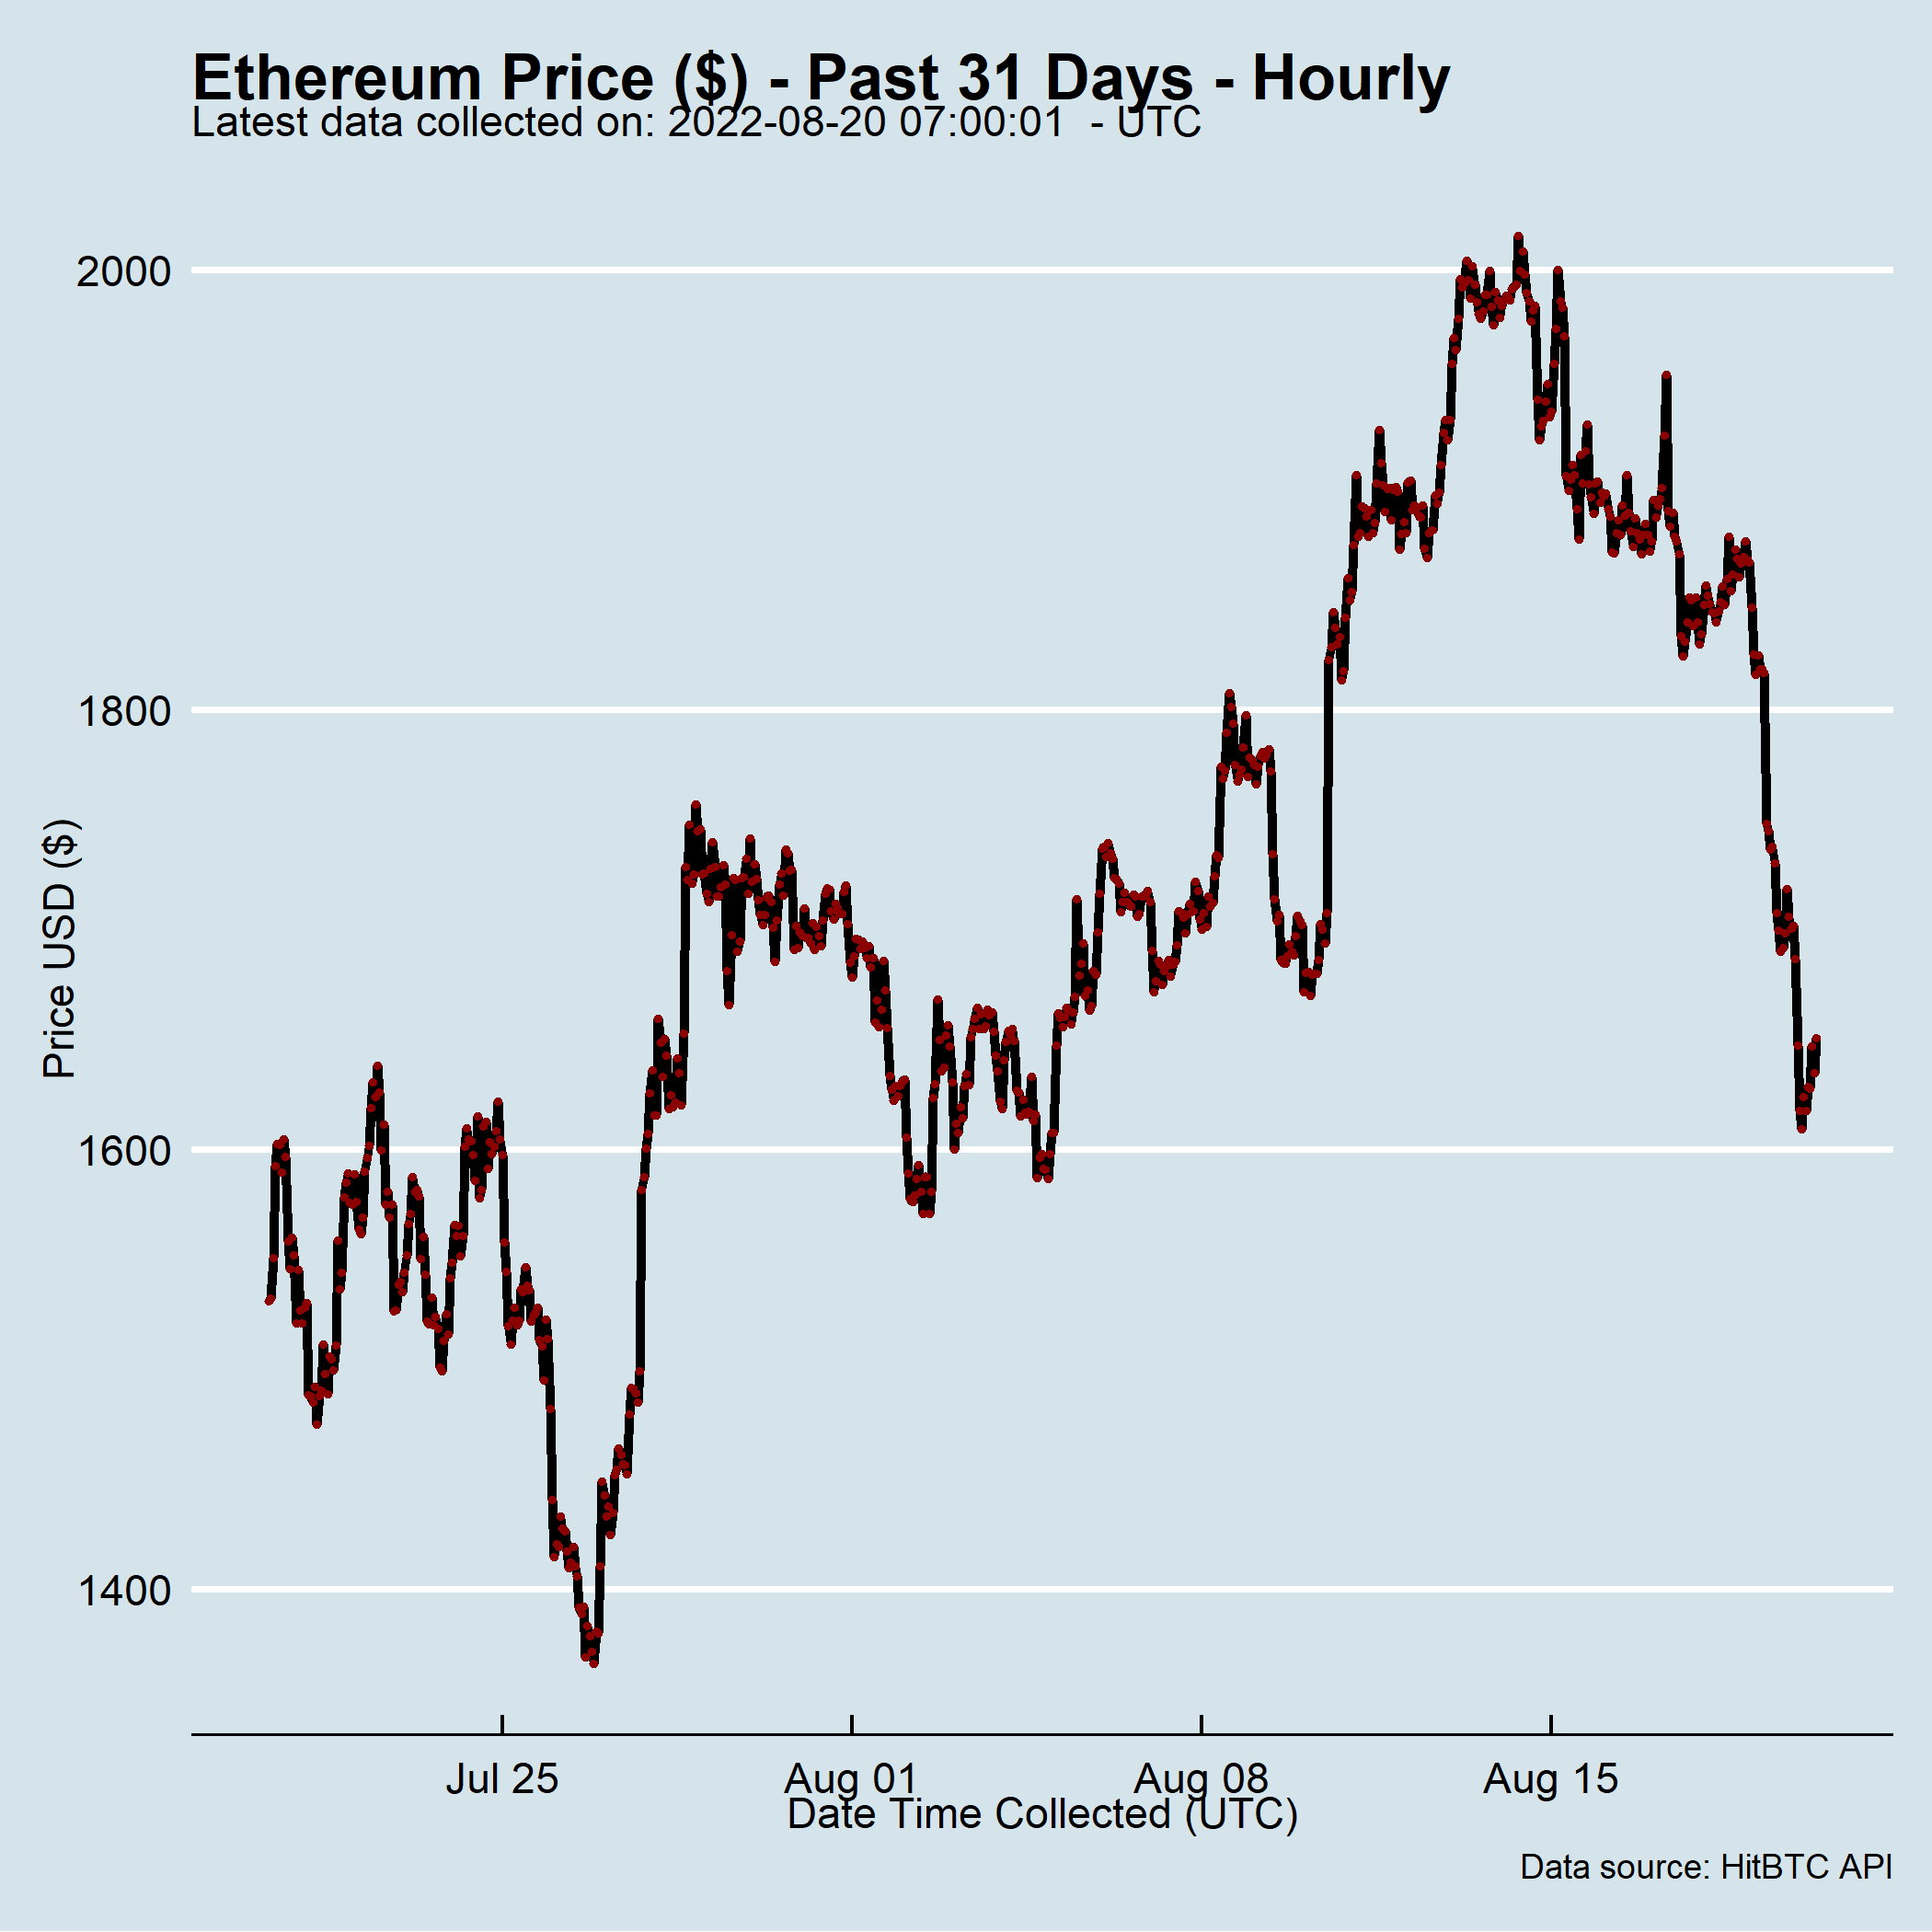 Ethereum Price ($) - Past 31 Days - Hourly
Latest data collected on: 2022-08-20 07:00:01  - UTC
2000
1800
1600
1400
Price USD ($)
Jul 25
Aug 01
Aug 08
Aug 15
Date Time Collected (UTC)
Data source: HitBTC API